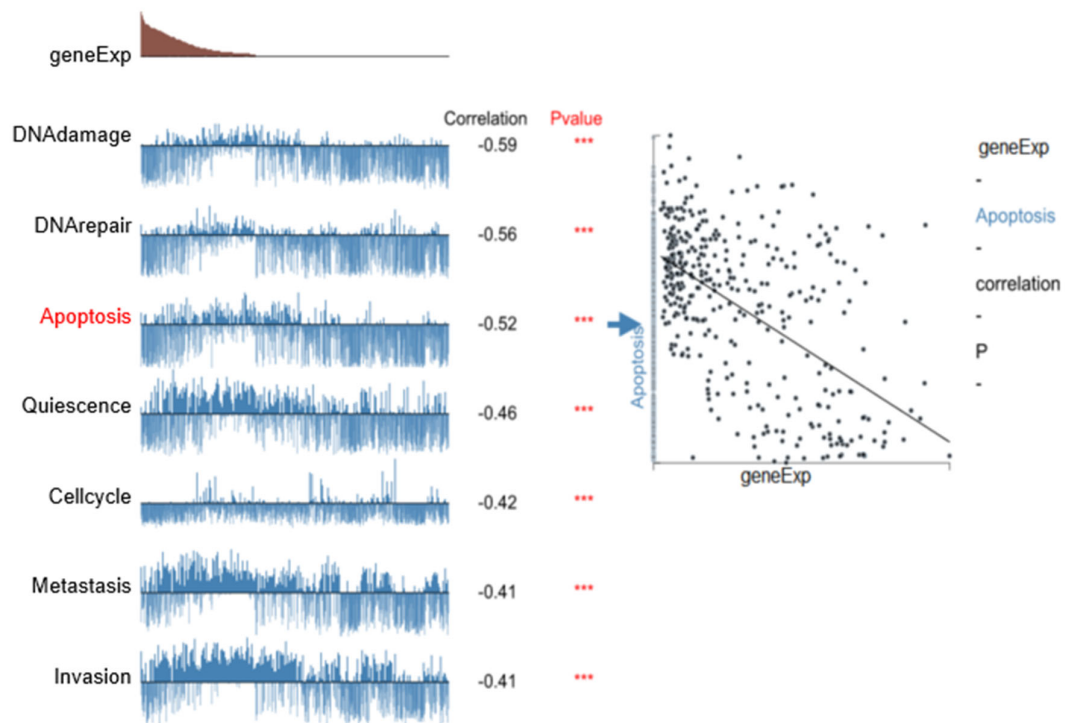 geneExp
Correlation Pvalue
DNAdamage -0.59 ***
DNArepair -0.56 ***
Apoptosis -0.52 ***
Quiescence -0.46 ***
Cellcycle -0.42 ***
Metastasis -0.41 ***
Invasion -0.41 ***
Apoptosis
geneExp
geneExp
-
Apoptosis
-
correlation
-
P
-